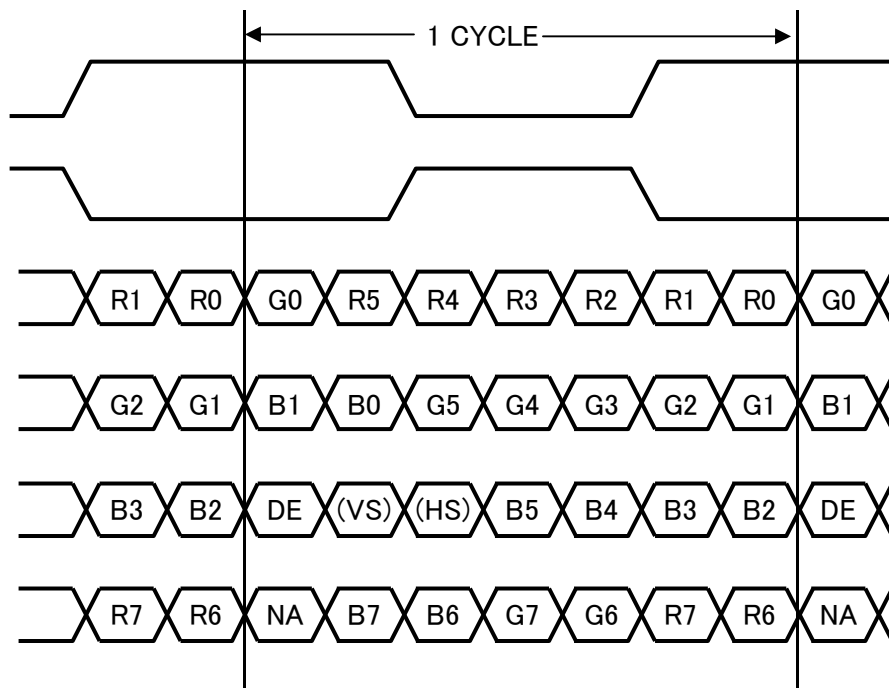 1 CYCLE
R1 R0 G0 R5 R4 R3 R2 R1 R0 G0
G2 G1 B1 B0 G5 G4 G3 G2 G1 B1
B3 B2 DE (VS) (HS) B5 B4 B3 B2 DE
R7 R6 NA B7 B6 G7 G6 R7 R6 NA